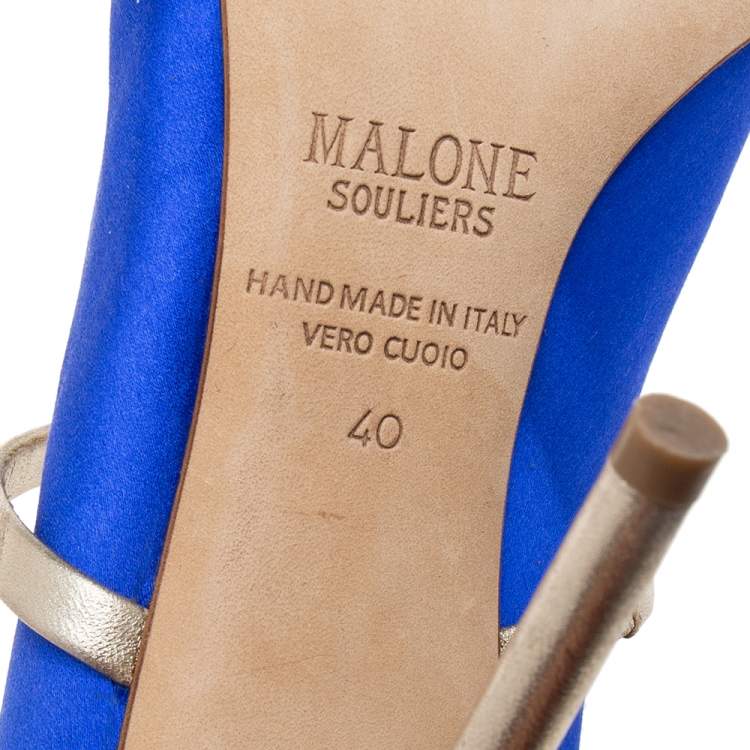 MALONE
SOULIERS
HAND MADE IN ITALY
VERO CUOIO
40